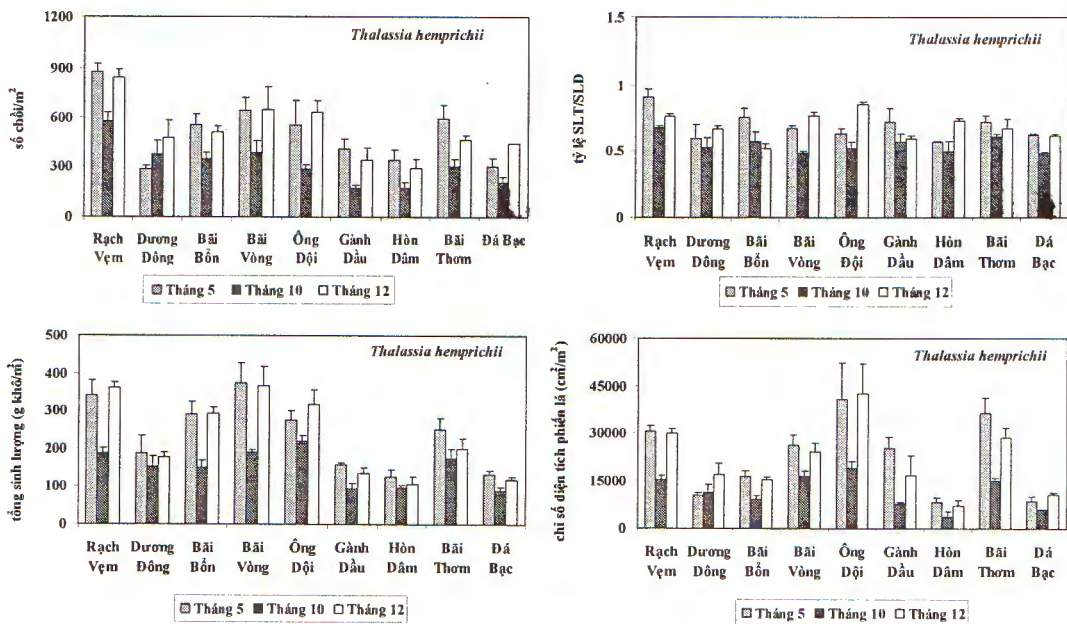 Thalassia hemprichii
số chồi/m²
1200
900
600
300
0
Rạch Vẹm
Dương Dông
Bãi Bổn
Bãi Vòng
Ông Dội
Gành Dầu
Hòn Dâm
Bãi Thơm
Đá Bạc
Tháng 5 Tháng 10 Tháng 12
Thalassia hemprichii
tỷ lệ SLT/SLD
1.5
1
0.5
0
Rạch Vẹm
Dương Đông
Bãi Bổn
Bãi Vòng
Ông Đội
Gành Dầu
Hòn Dâm
Bãi Thơm
Đá Bạc
Tháng 5 Tháng 10 Tháng 12
Thalassia hemprichii
tổng sinh lượng (g khô/m²)
500
400
300
200
100
0
Rạch Vẹm
Dương Đông
Bãi Bổn
Bãi Vòng
Ông Dội
Gành Dầu
Hòn Dâm
Bãi Thơm
Đá Bạc
Tháng 5 Tháng 10 Tháng 12
Thalassia hemprichii
chỉ số diện tích phiến lá (cm²/m²)
60000
45000
30000
15000
0
Rạch Vẹm
Dương Đông
Bãi Bổn
Bãi Vòng
Ông Dội
Gành Dầu
Hòn Dâm
Bãi Thơm
Đá Bạc
Tháng 5 Tháng 10 Tháng 12